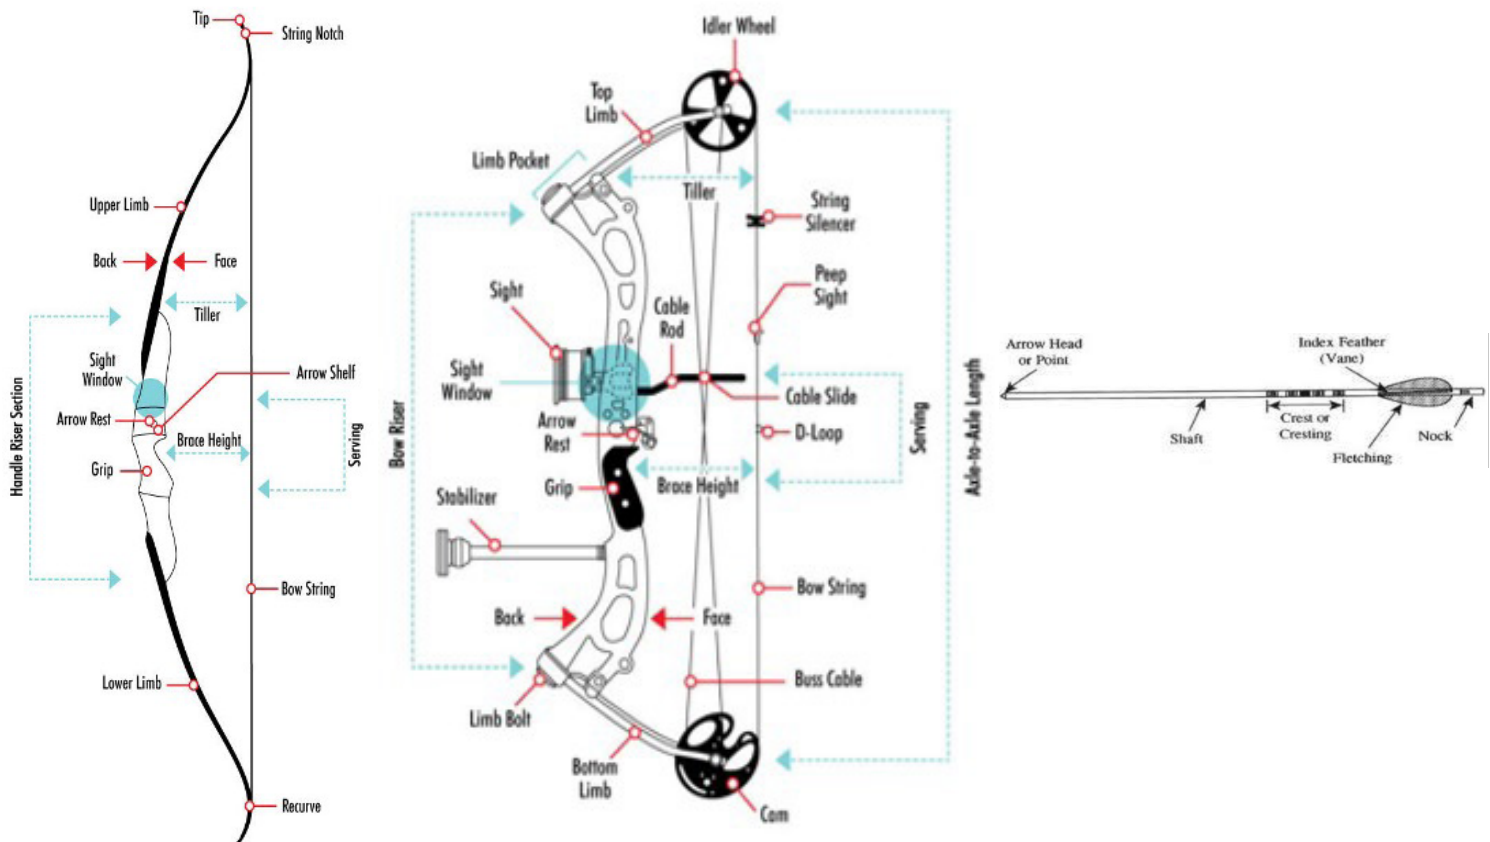 Tip
String Notch
Upper Limb
Back
Face
Tiller
Handle Riser Section
Sight
Window
Arrow Shelf
Arrow Rest
Brace Height
Serving
Grip
Bow String
Lower Limb
Recurve
Idler Wheel
Top
Limb
Limb Pocket
Tiller
String
Silencer
Peep
Sight
Sight
Cable
Rod
Sight
Window
Cable Slide
Arrow
Rest
D-Loop
Bow Riser
Serving
Axle-to-Axle Length
Grip
Brace Height
Stabilizer
Bow String
Back
Face
Buss Cable
Limb Bolt
Bottom
Limb
Cam
Arrow Head
or Point
Index Feather
(Vane)
Crest or
Cresting
Shaft
Fletching
Nock